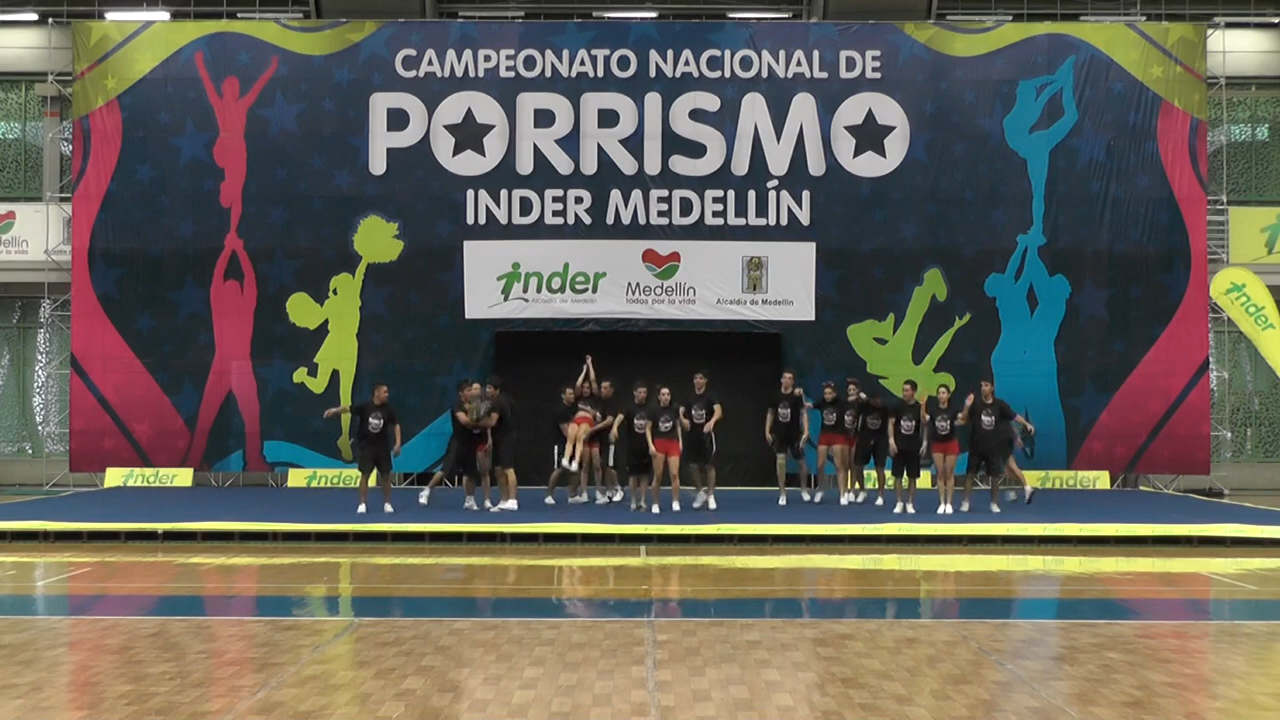 CAMPEONATO NACIONAL DE
PORRISMO
INDER MEDELLÍN
inder
Alcaldía de Medellín
Medellín
todos por la vida
Alcaldía de Medellín
inder
inder
inder
inder